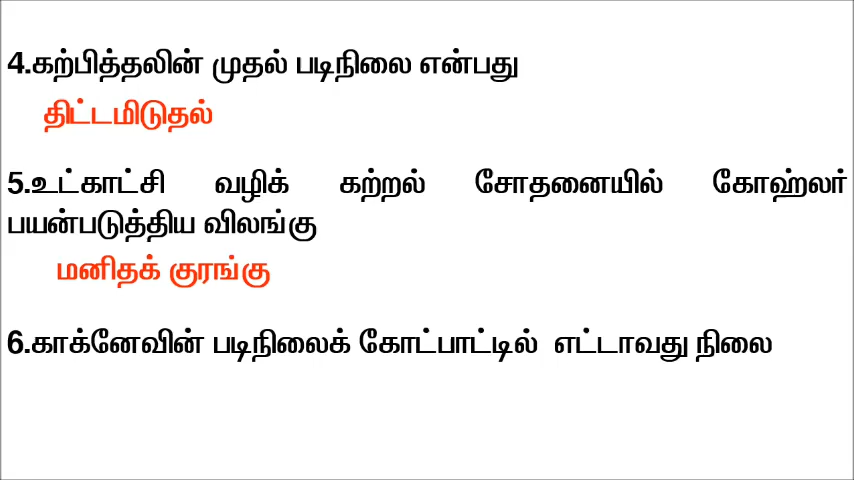 4.கற்பித்தலின் முதல் படிநிலை என்பது
திட்டமிடுதல்
5.உட்காட்சி வழிக் கற்றல் சோதனையில் கோஹ்லர்
பயன்படுத்திய விலங்கு
மனிதக் குரங்கு
6.காக்னேவின் படிநிலைக் கோட்பாட்டில் எட்டாவது நிலை